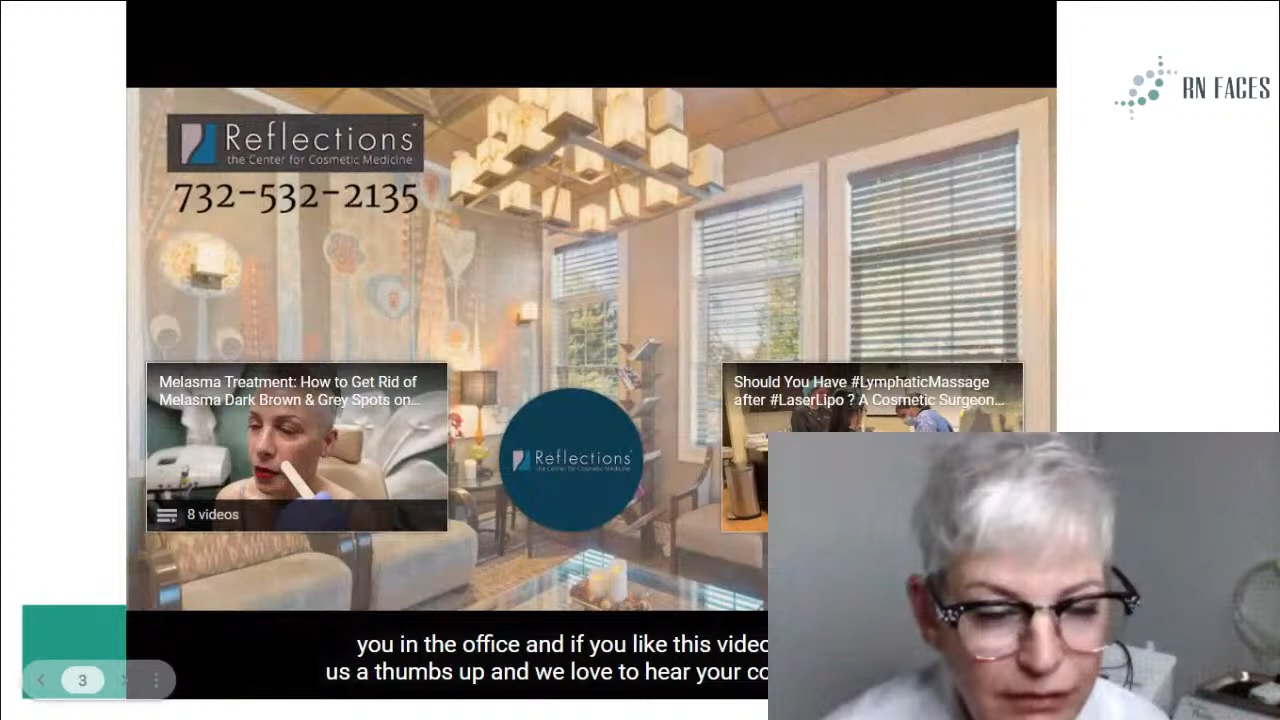 RN FACES
Reflections
the Center for Cosmetic Medicine
732-532-2135
Melasma Treatment: How to Get Rid of
Melasma Dark Brown & Grey Spots on...
8 videos
Reflections
the Center for Cosmetic Medicine
Should You Have #LymphaticMassage
after #LaserLipo ? A Cosmetic Surgeon...
you in the office and if you like this video
us a thumbs up and we love to hear your co
3